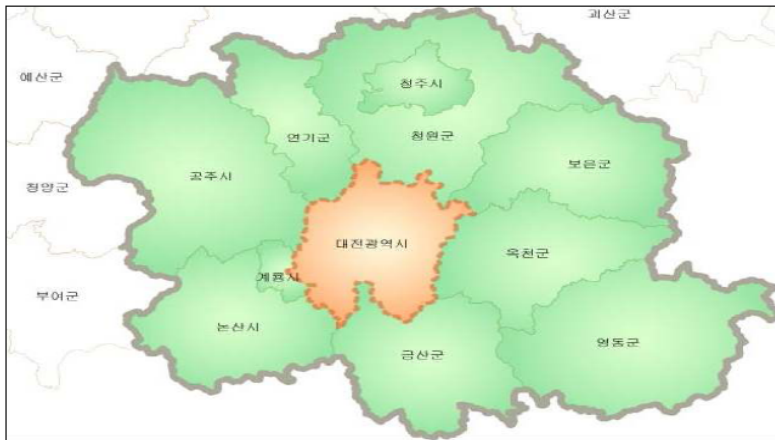 괴산군
예산군
청주시
연기군
청원군
보은군
공주시
청양군
대전광역시
옥천군
계룡시
부여군
논산시
영동군
금산군